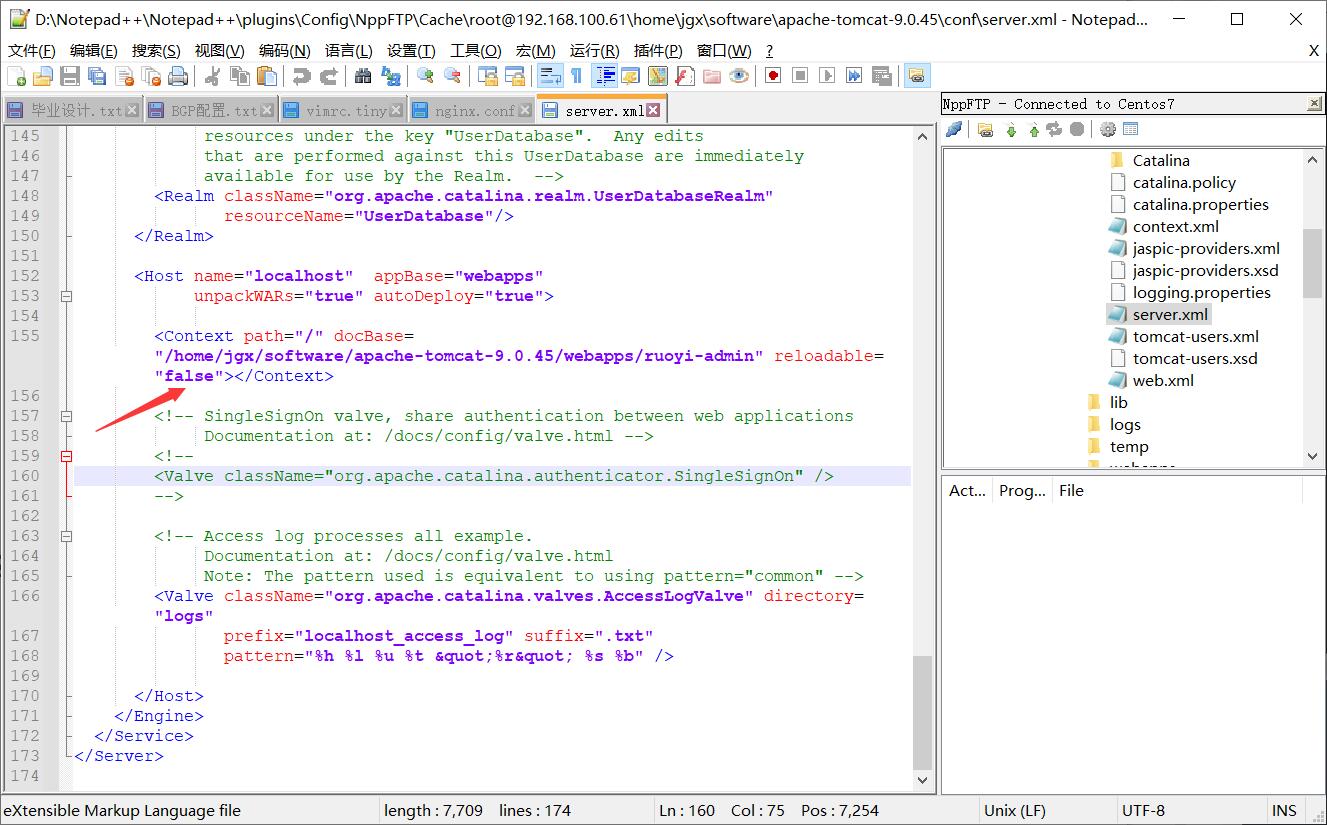 D:\Notepad++\Notepad++\plugins\Config\NppFTP\Cache\root@192.168.100.61\home\jgx\software\apache-tomcat-9.0.45\conf\server.xml - Notepad...
文件(F) 编辑(E) 搜索(S) 视图(V) 编码(N) 语言(L) 设置(T) 工具(O) 宏(M) 运行(R) 插件(P) 窗口(W) ? X
毕业设计.txt BGP配置.txt vimrc.tiny nginx.conf server.xml
145 resources under the key "UserDatabase".  Any edits
146 that are performed against this UserDatabase are immediately
147 available for use by the Realm.  -->
148 <Realm className="org.apache.catalina.realm.UserDatabaseRealm"
149 resourceName="UserDatabase"/>
150 </Realm>
151
152 <Host name="localhost"  appBase="webapps"
153 unpackWARs="true" autoDeploy="true">
154
155 <Context path="/" docBase=
"/home/jgx/software/apache-tomcat-9.0.45/webapps/ruoyi-admin" reloadable=
"false"></Context>
156
157 <!-- SingleSignOn valve, share authentication between web applications
158 Documentation at: /docs/config/valve.html -->
159 <!--
160 <Valve className="org.apache.catalina.authenticator.SingleSignOn" />
161 -->
162
163 <!-- Access log processes all example.
164 Documentation at: /docs/config/valve.html
165 Note: The pattern used is equivalent to using pattern="common" -->
166 <Valve className="org.apache.catalina.valves.AccessLogValve" directory=
"logs"
167 prefix="localhost_access_log" suffix=".txt"
168 pattern="%h %l %u %t &quot;%r&quot; %s %b" />
169
170 </Host>
171 </Engine>
172 </Service>
173 </Server>
174
NppFTP - Connected to Centos7
Catalina
catalina.policy
catalina.properties
context.xml
jaspic-providers.xml
jaspic-providers.xsd
logging.properties
server.xml
tomcat-users.xml
tomcat-users.xsd
web.xml
lib
logs
temp
Act... Prog... File
eXtensible Markup Language file length : 7,709 lines : 174 Ln : 160 Col : 75 Pos : 7,254 Unix (LF) UTF-8 INS